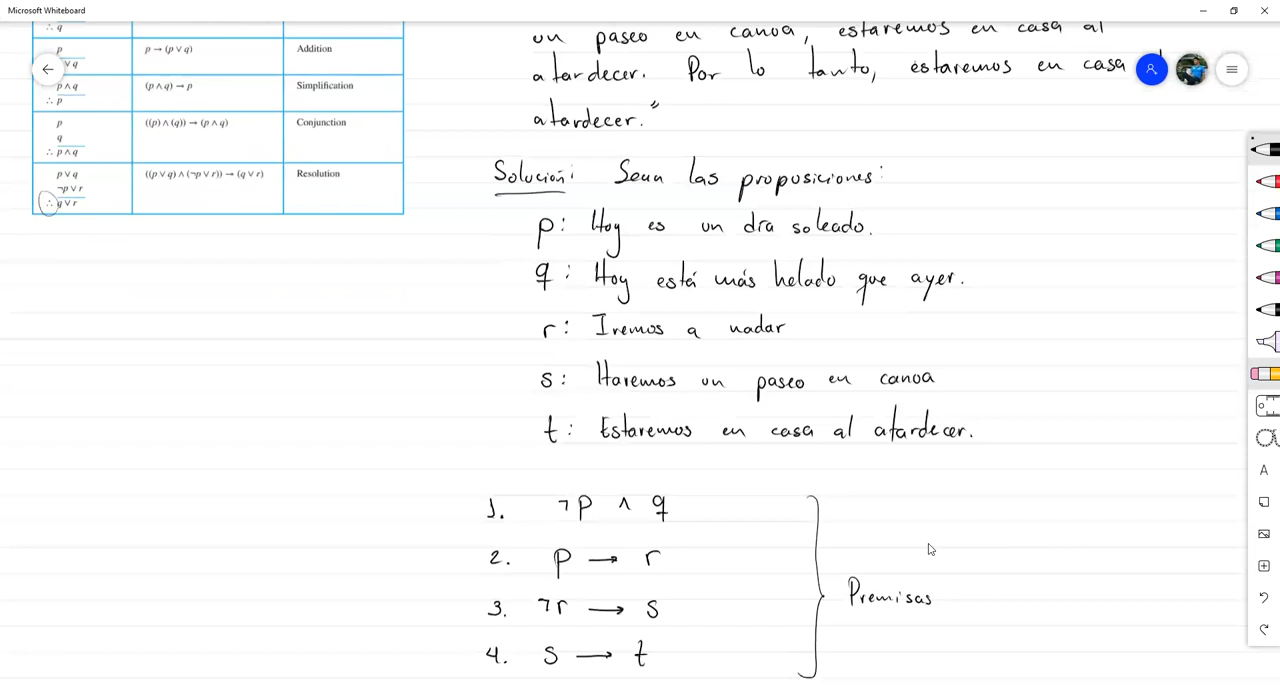 Microsoft Whiteboard
∴ q
p
∨ q
p → (p ∨ q)
Addition
p ∧ q
∴ p
(p ∧ q) → p
Simplification
p
q
∴ p ∧ q
((p) ∧ (q)) → (p ∧ q)
Conjunction
p ∨ q
¬p ∨ r
∴ q ∨ r
((p ∨ q) ∧ (¬p ∨ r)) → (q ∨ r)
Resolution
un paseo en canoa, estaremos en casa al
atardecer. Por lo tanto, estaremos en casa
atardecer."
Solución: Sean las proposiciones:
p: Hoy es un día soleado.
q: Hoy está más helado que ayer.
r: Iremos a nadar
s: Haremos un paseo en canoa
t: Estaremos en casa al atardecer.
1. ¬p ∧ q
2. p → r
3. ¬r → s
4. s → t
Premisas
A